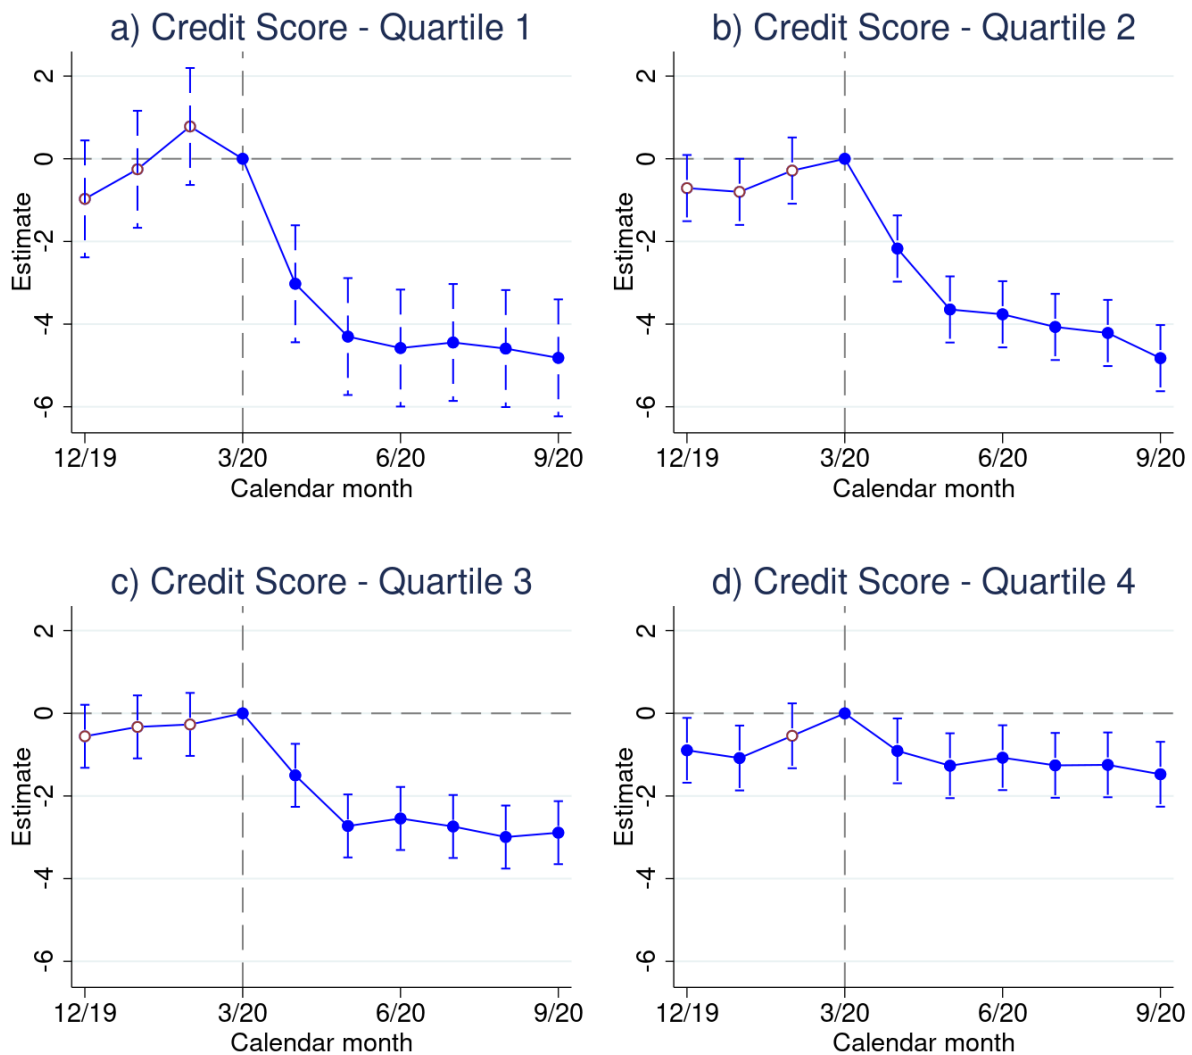 a) Credit Score - Quartile 1
Estimate
2
0
-2
-4
-6
12/19 3/20 6/20 9/20
Calendar month
b) Credit Score - Quartile 2
Estimate
2
0
-2
-4
-6
12/19 3/20 6/20 9/20
Calendar month
c) Credit Score - Quartile 3
Estimate
2
0
-2
-4
-6
12/19 3/20 6/20 9/20
Calendar month
d) Credit Score - Quartile 4
Estimate
2
0
-2
-4
-6
12/19 3/20 6/20 9/20
Calendar month